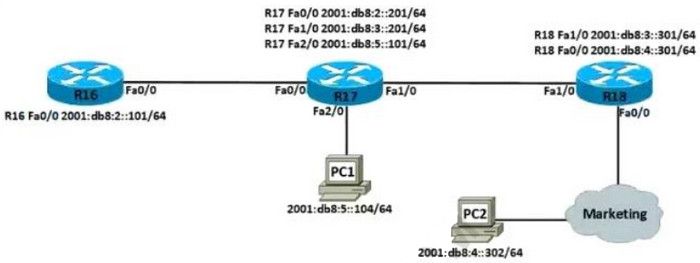 R17 Fa0/0 2001:db8:2::201/64
R17 Fa1/0 2001:db8:3::201/64
R17 Fa2/0 2001:db8:5::101/64
R18 Fa1/0 2001:db8:3::301/64
R18 Fa0/0 2001:db8:4::301/64
R16
Fa0/0
Fa0/0
R17
Fa1/0
Fa1/0
R18
R16 Fa0/0 2001:db8:2::101/64
Fa2/0
Fa0/0
PC1
2001:db8:5::104/64
PC2
Marketing
2001:db8:4::302/64